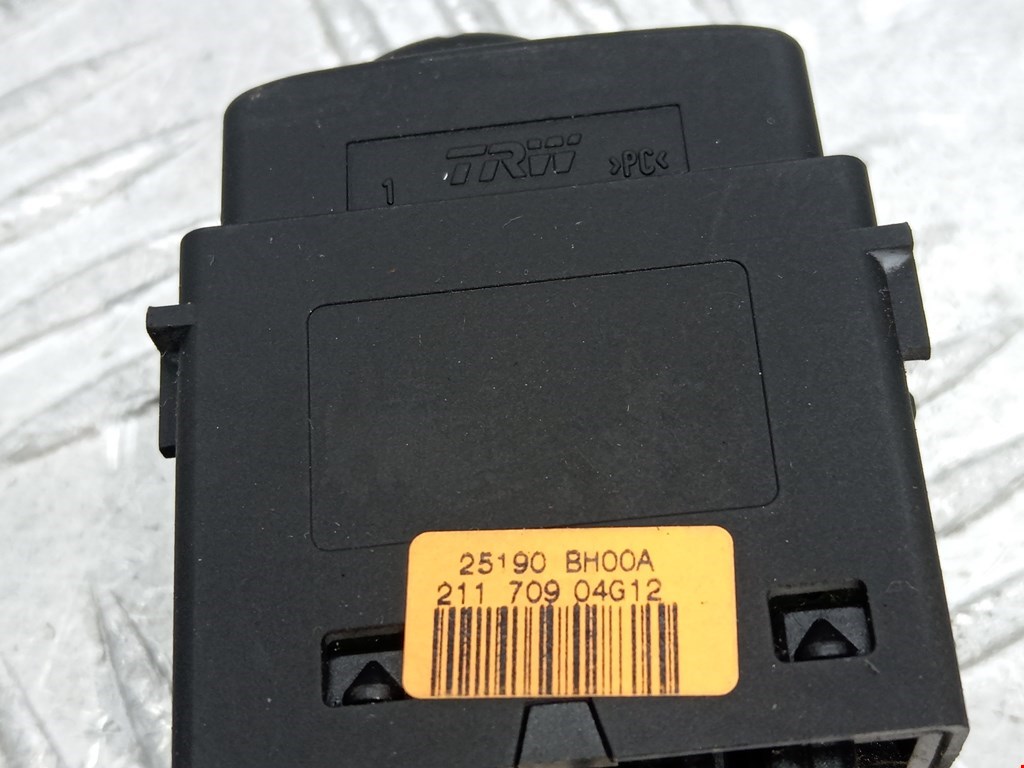 TRW
1 >PC<
25190 BH00A
211 709 04G12